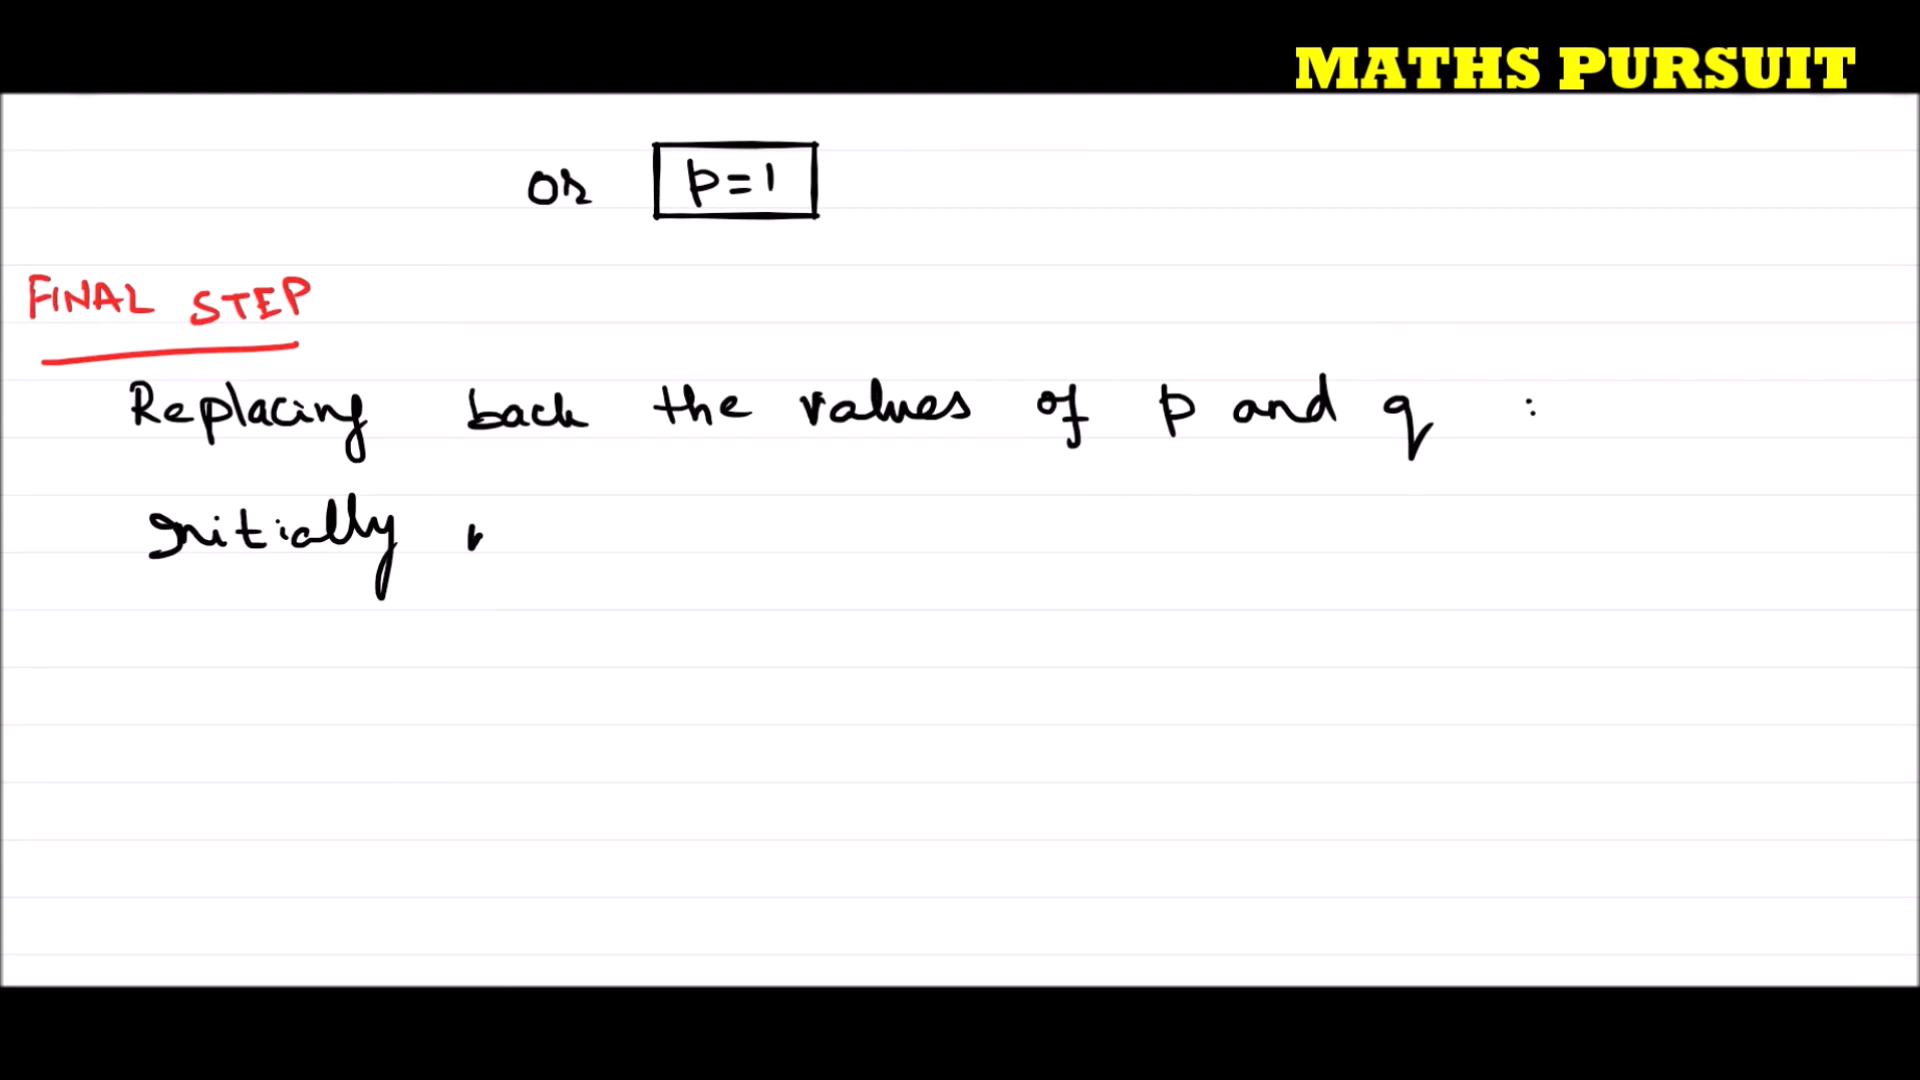 MATHS PURSUIT
or p=1
FINAL STEP
Replacing back the values of p and q :
Initially